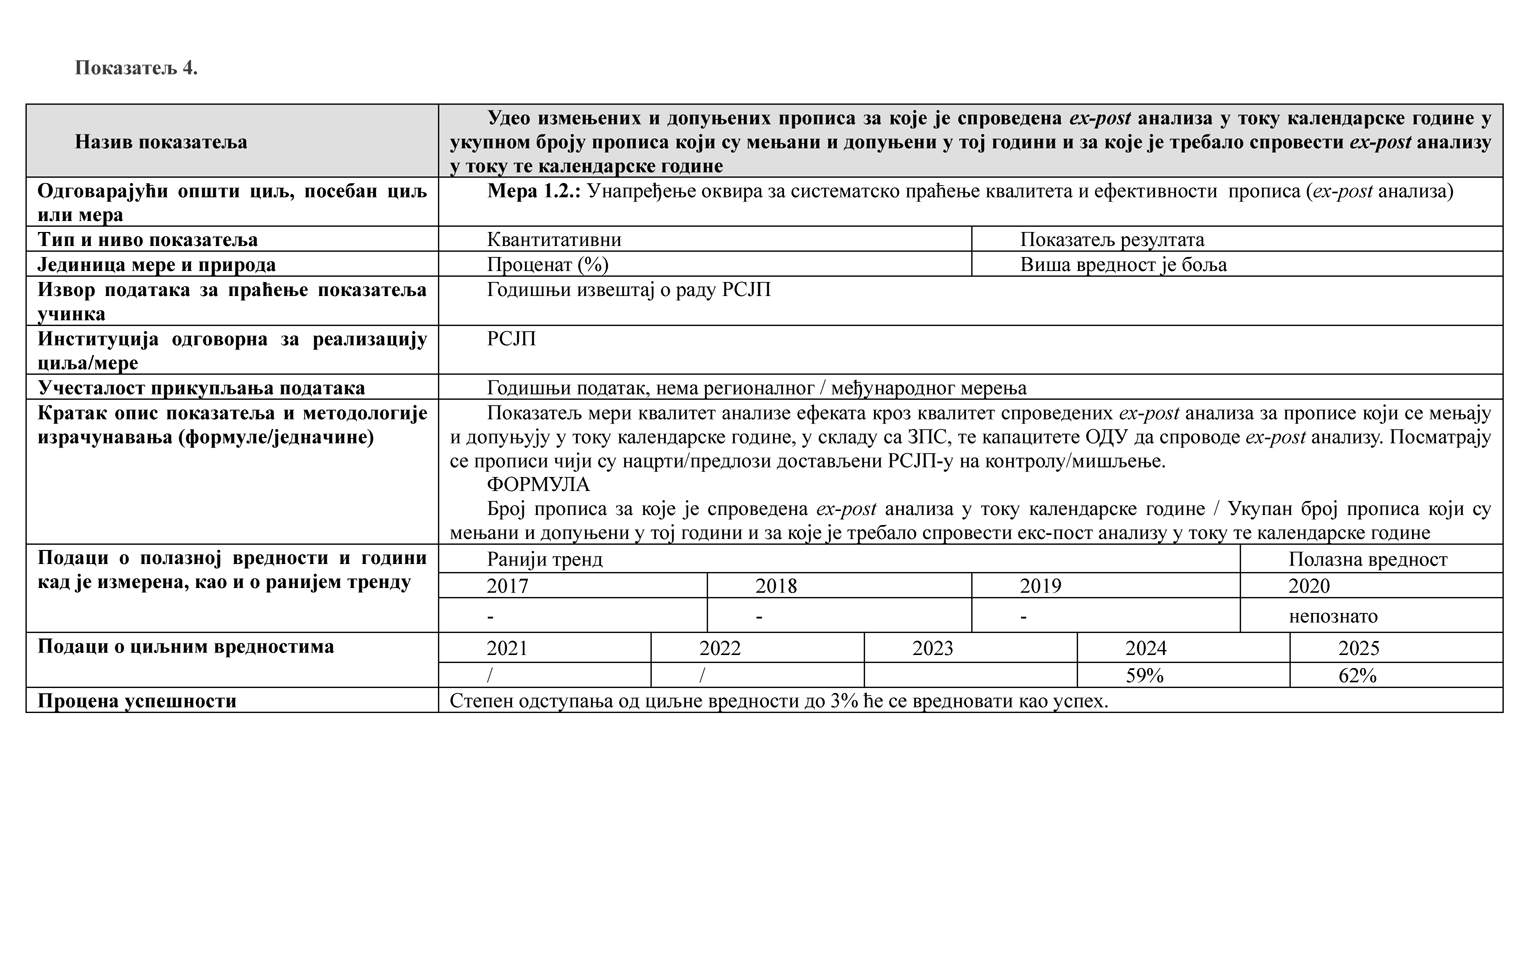 Показатељ 4.
Назив показатеља
Удео измењених и допуњених прописа за које је спроведена ex-post анализа у току календарске године у
укупном броју прописа који су мењани и допуњени у тој години и за које је требало спровести ex-post анализу
у току те календарске године
Одговарајући општи циљ, посебан циљ
или мера
Мера 1.2.: Унапређење оквира за систематско праћење квалитета и ефективности прописа (ex-post анализа)
Тип и ниво показатеља
Квантитативни
Показатељ резултата
Јединица мере и природа
Проценат (%)
Виша вредност је боља
Извор података за праћење показатеља
учинка
Годишњи извештај о раду РСЈП
Институција одговорна за реализацију
циља/мере
РСЈП
Учесталост прикупљања података
Годишњи податак, нема регионалног / међународног мерења
Кратак опис показатеља и методологије
израчунавања (формуле/једначине)
Показатељ мери квалитет анализе ефеката кроз квалитет спроведених ex-post анализа за прописе који се мењају
и допуњују у току календарске године, у складу са ЗПС, те капацитете ОДУ да спроводе ex-post анализу. Посматрају
се прописи чији су нацрти/предлози достављени РСЈП-у на контролу/мишљење.
ФОРМУЛА
Број прописа за које је спроведена ex-post анализа у току календарске године / Укупан број прописа који су
мењани и допуњени у тој години и за које је требало спровести екс-пост анализу у току те календарске године
Подаци о полазној вредности и години
кад је измерена, као и о ранијем тренду
Ранији тренд
Полазна вредност
2017
2018
2019
2020
-
-
-
непознато
Подаци о циљним вредностима
2021
2022
2023
2024
2025
/
/
59%
62%
Процена успешности
Степен одступања од циљне вредности до 3% ће се вредновати као успех.